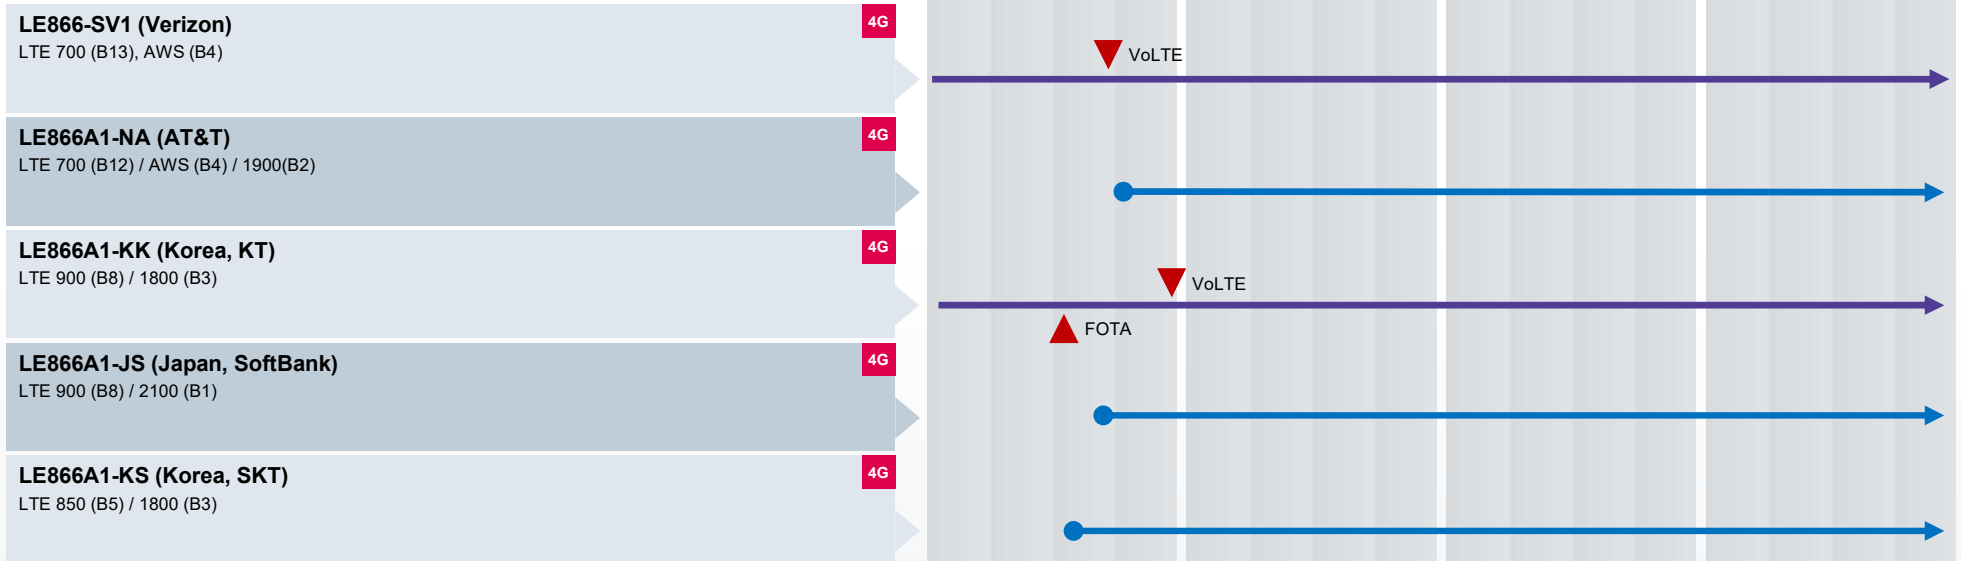 LE866-SV1 (Verizon)
4G
LTE 700 (B13), AWS (B4)
VoLTE
LE866A1-NA (AT&T)
4G
LTE 700 (B12) / AWS (B4) / 1900(B2)
LE866A1-KK (Korea, KT)
4G
LTE 900 (B8) / 1800 (B3)
VoLTE
FOTA
LE866A1-JS (Japan, SoftBank)
4G
LTE 900 (B8) / 2100 (B1)
LE866A1-KS (Korea, SKT)
4G
LTE 850 (B5) / 1800 (B3)